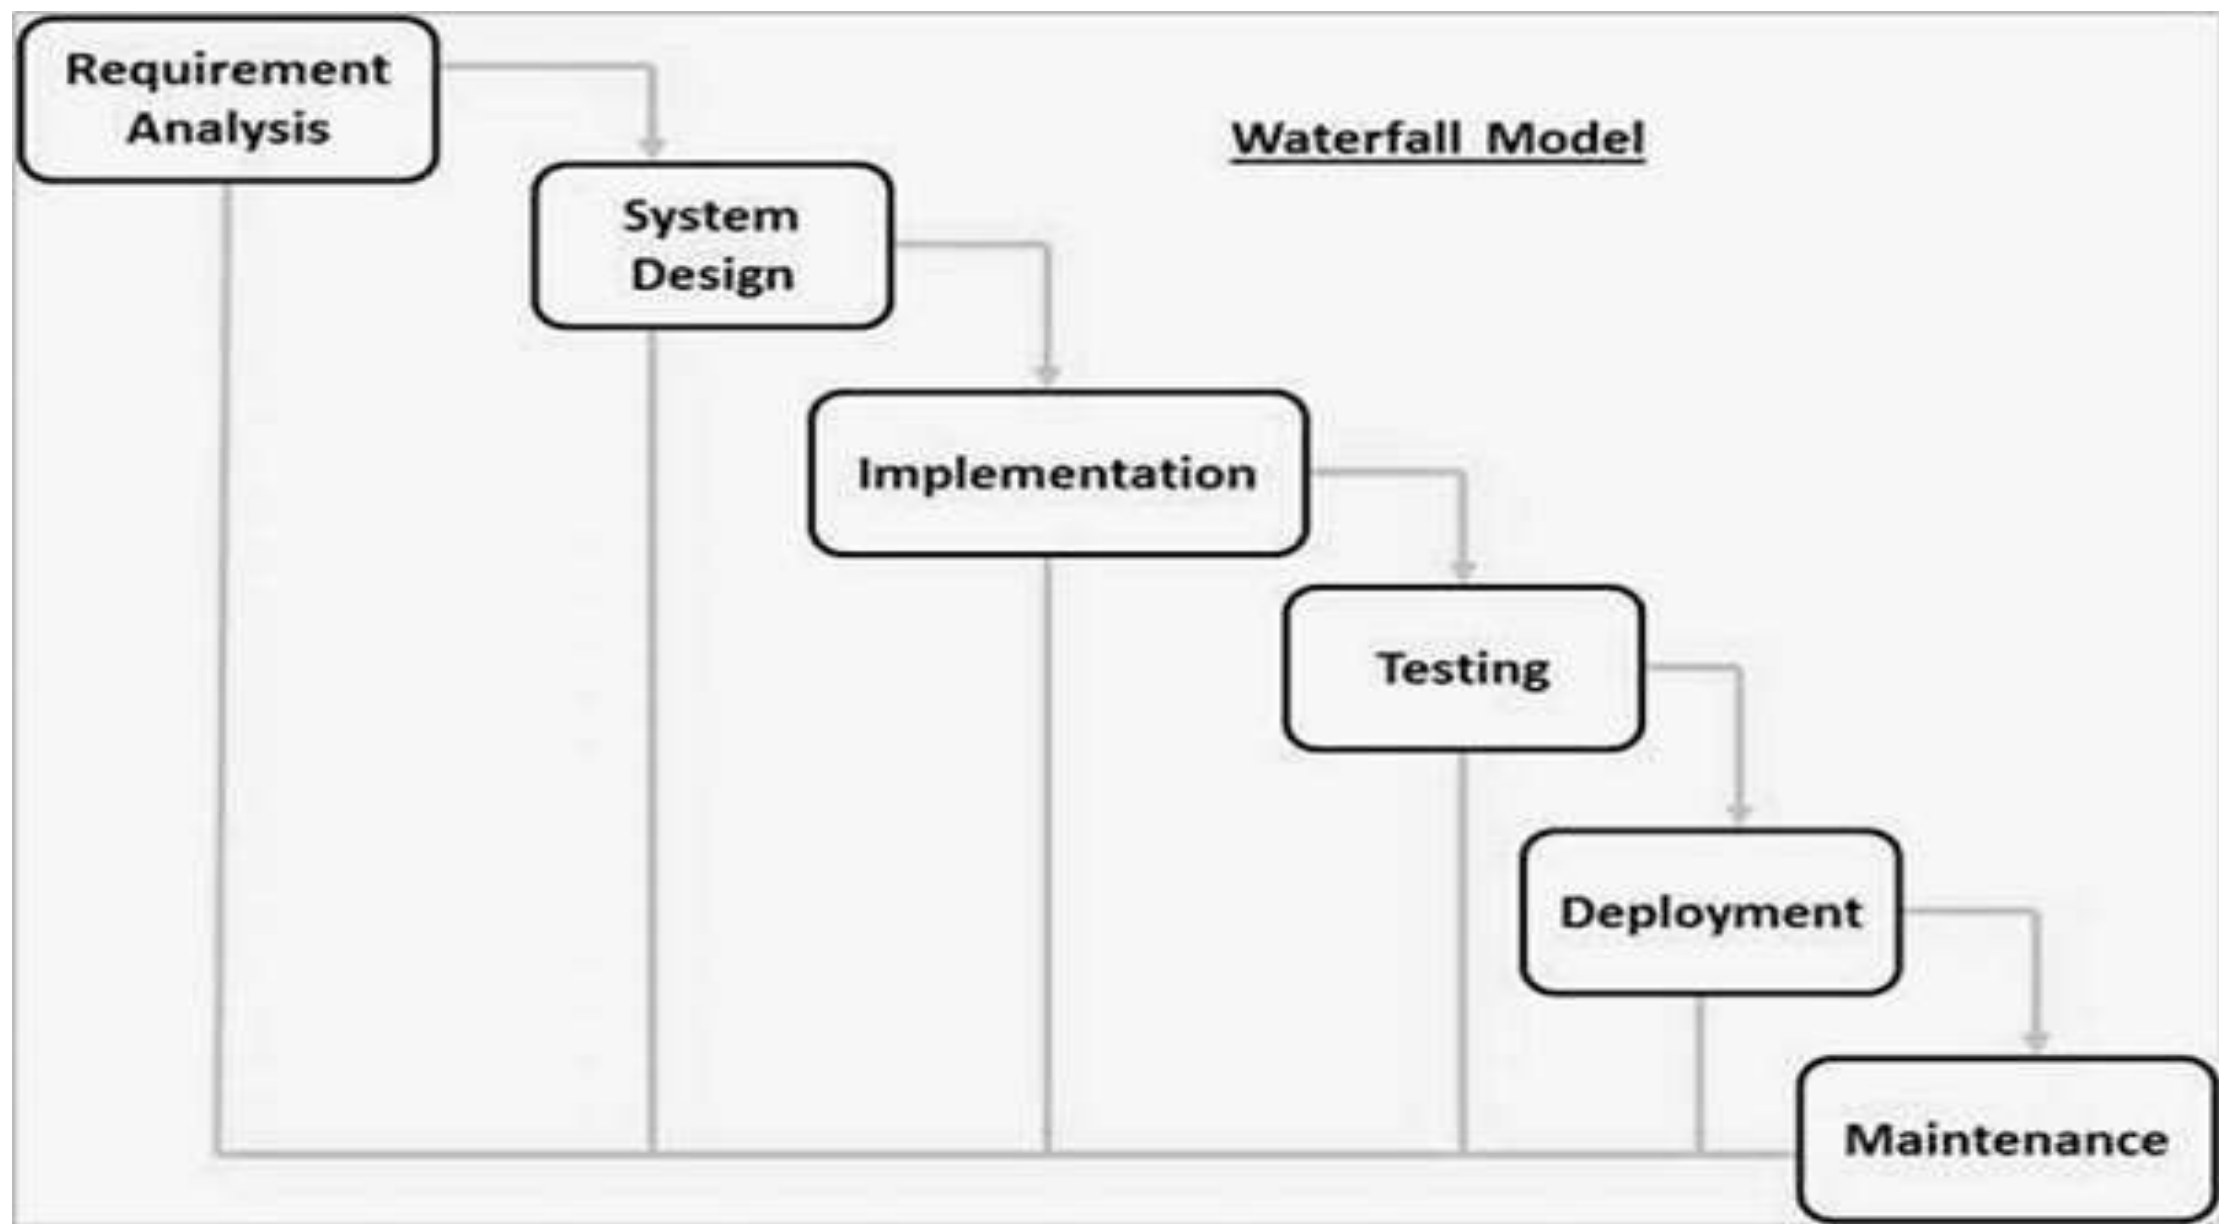 Requirement
Analysis
Waterfall Model
System
Design
Implementation
Testing
Deployment
Maintenance